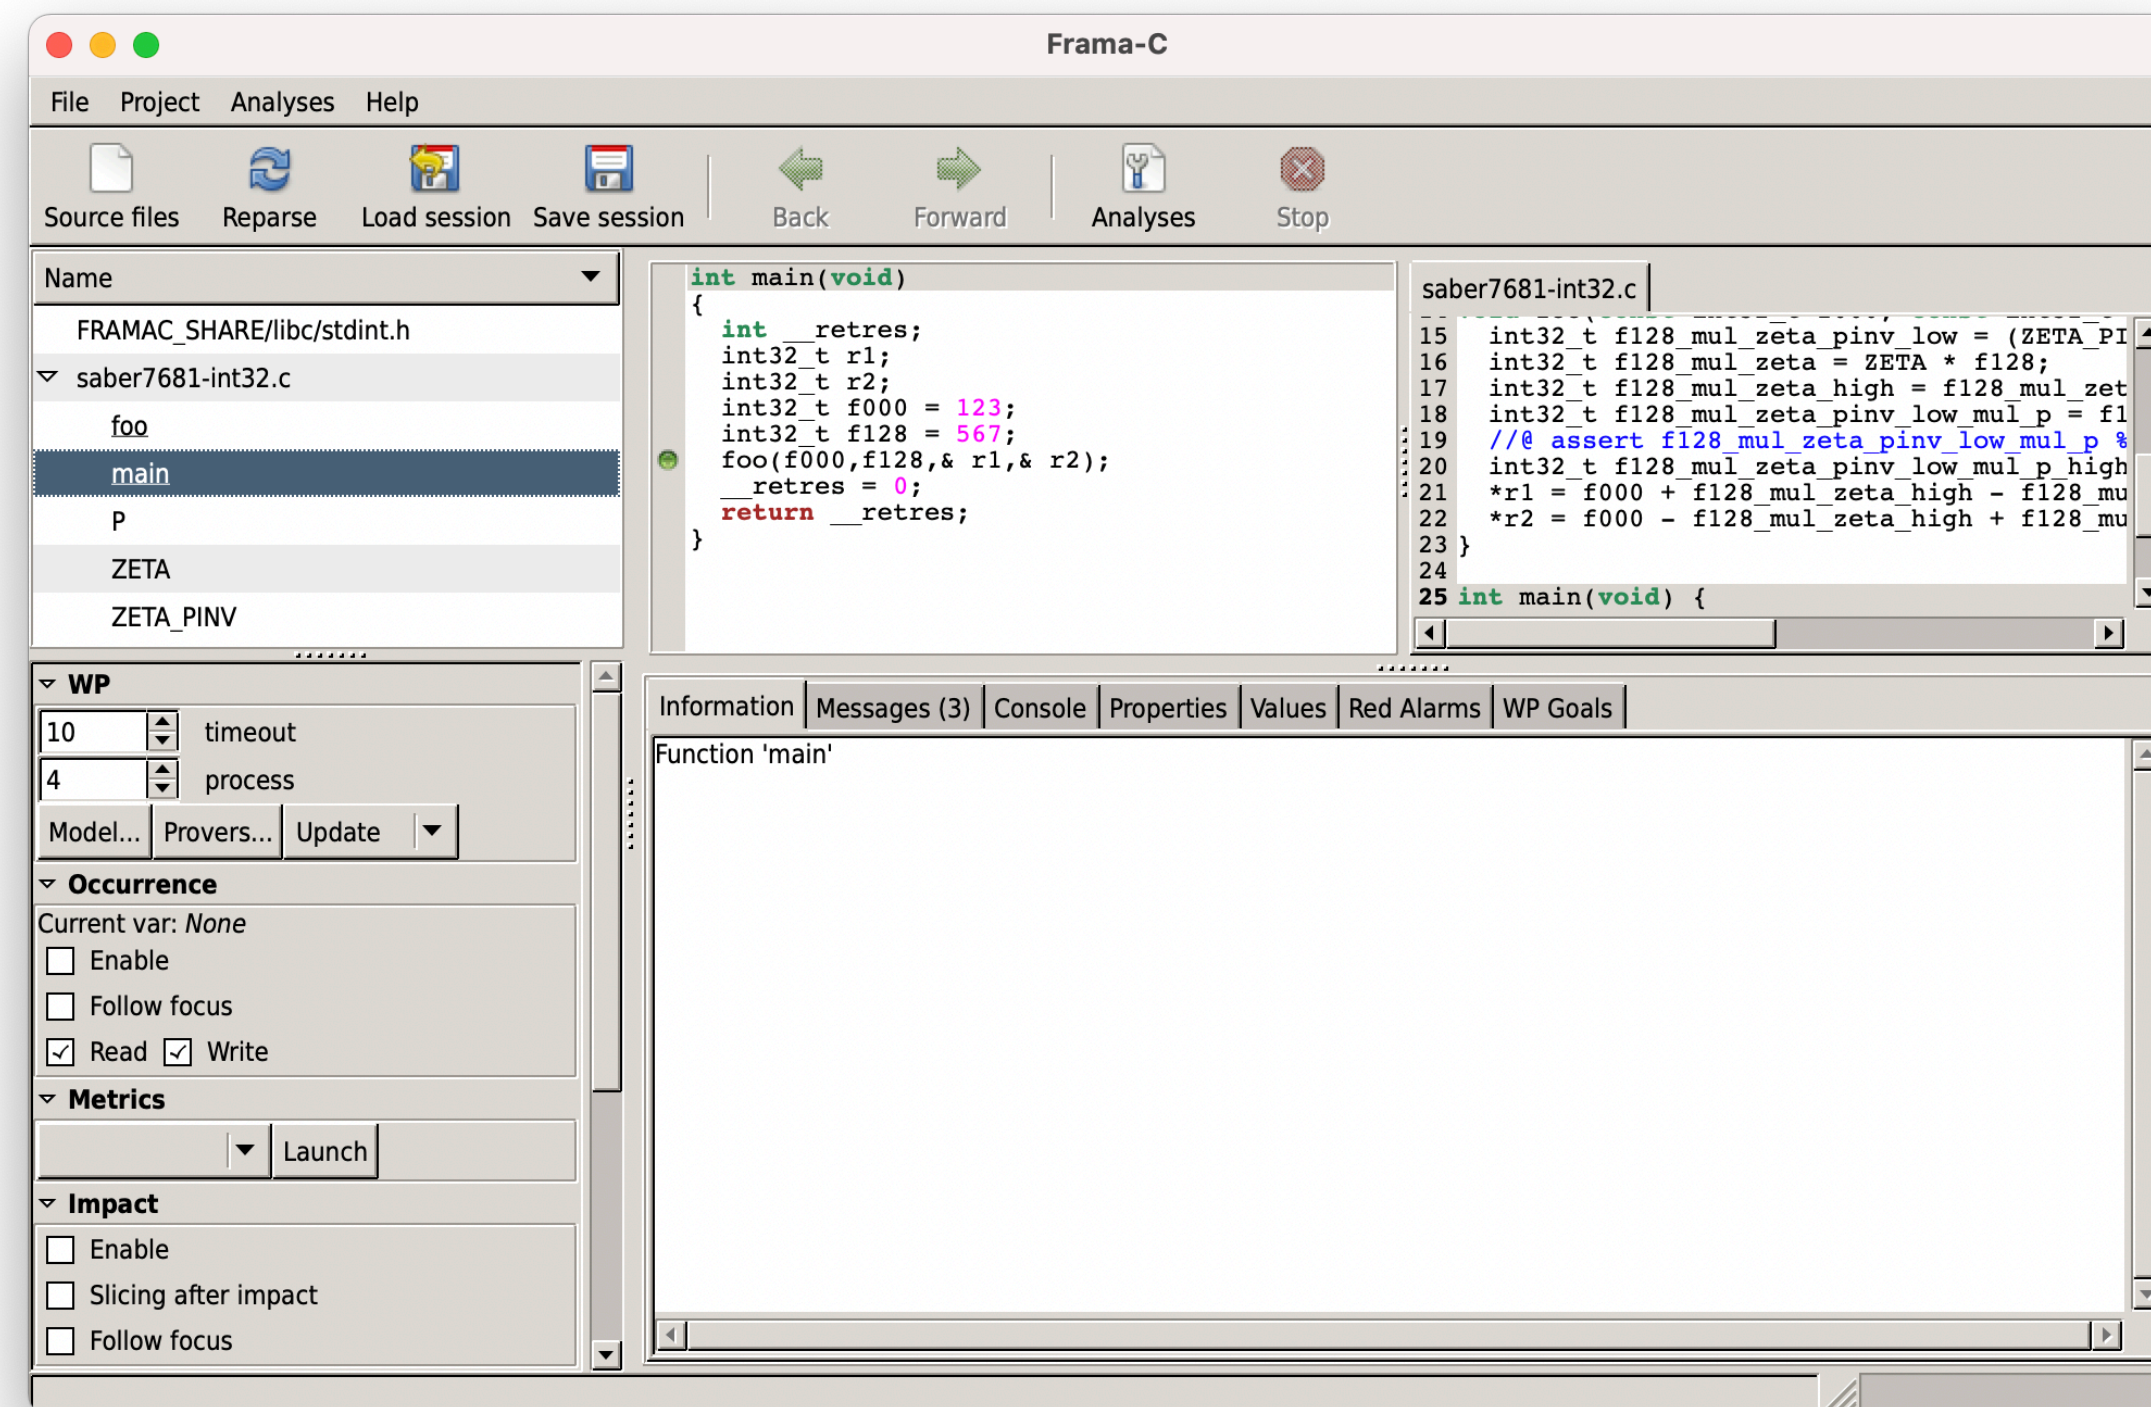 Frama-C
File Project Analyses Help
Source files Reparse Load session Save session Back Forward Analyses Stop
Name
FRAMAC_SHARE/libc/stdint.h
saber7681-int32.c
foo
main
P
ZETA
ZETA_PINV
int main(void)
{
int __retres;
int32_t r1;
int32_t r2;
int32_t f000 = 123;
int32_t f128 = 567;
foo(f000,f128,& r1,& r2);
__retres = 0;
return __retres;
}
saber7681-int32.c
15 int32_t f128_mul_zeta_pinv_low = (ZETA_PI
16 int32_t f128_mul_zeta = ZETA * f128;
17 int32_t f128_mul_zeta_high = f128_mul_zet
18 int32_t f128_mul_zeta_pinv_low_mul_p = f1
19 //@ assert f128_mul_zeta_pinv_low_mul_p %
20 int32_t f128_mul_zeta_pinv_low_mul_p_high
21 *r1 = f000 + f128_mul_zeta_high - f128_mu
22 *r2 = f000 - f128_mul_zeta_high + f128_mu
23 }
24
25 int main(void) {
WP
10 timeout
4 process
Model... Provers... Update
Occurrence
Current var: None
Enable
Follow focus
Read Write
Metrics
Launch
Impact
Enable
Slicing after impact
Follow focus
Information Messages (3) Console Properties Values Red Alarms WP Goals
Function 'main'